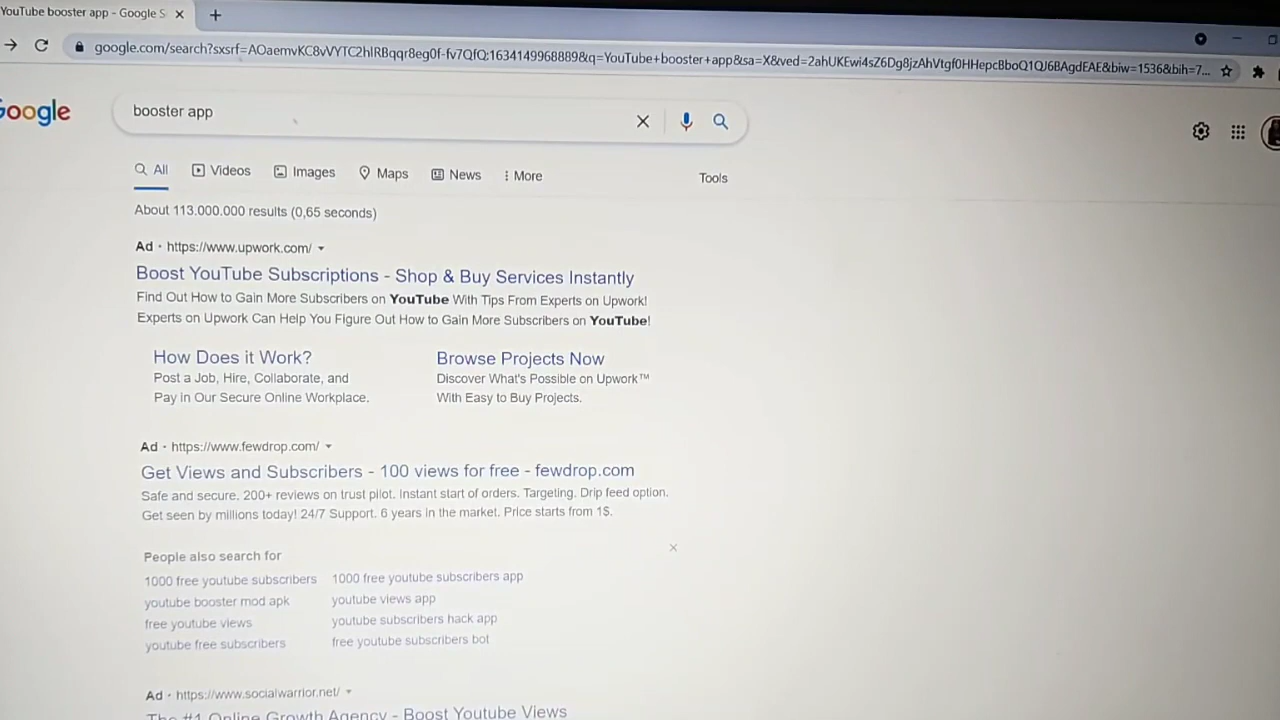 YouTube booster app - Google S
google.com/search?sxsrf=AOaemvKC8vVYTC2hlRBqqr8eg0f-fv7QfQ:1634149968889&q=YouTube+booster+app&sa=X&ved=2ahUKEwi4sZ6Dg8jzAhVtgf0HHepcBboQ1QJ6BAgdEAE&biw=1536&bih=7...
Google
booster app
All
Videos
Images
Maps
News
More
Tools
About 113.000.000 results (0,65 seconds)
Ad · https://www.upwork.com/
Boost YouTube Subscriptions - Shop & Buy Services Instantly
Find Out How to Gain More Subscribers on YouTube With Tips From Experts on Upwork!
Experts on Upwork Can Help You Figure Out How to Gain More Subscribers on YouTube!
How Does it Work?
Post a Job, Hire, Collaborate, and
Pay in Our Secure Online Workplace.
Browse Projects Now
Discover What's Possible on Upwork™
With Easy to Buy Projects.
Ad · https://www.fewdrop.com/
Get Views and Subscribers - 100 views for free - fewdrop.com
Safe and secure. 200+ reviews on trust pilot. Instant start of orders. Targeting. Drip feed option.
Get seen by millions today! 24/7 Support. 6 years in the market. Price starts from 1$.
People also search for
1000 free youtube subscribers
1000 free youtube subscribers app
youtube booster mod apk
youtube views app
free youtube views
youtube subscribers hack app
youtube free subscribers
free youtube subscribers bot
Ad · https://www.socialwarrior.net/
The #1 Online Growth Agency - Boost Youtube Views